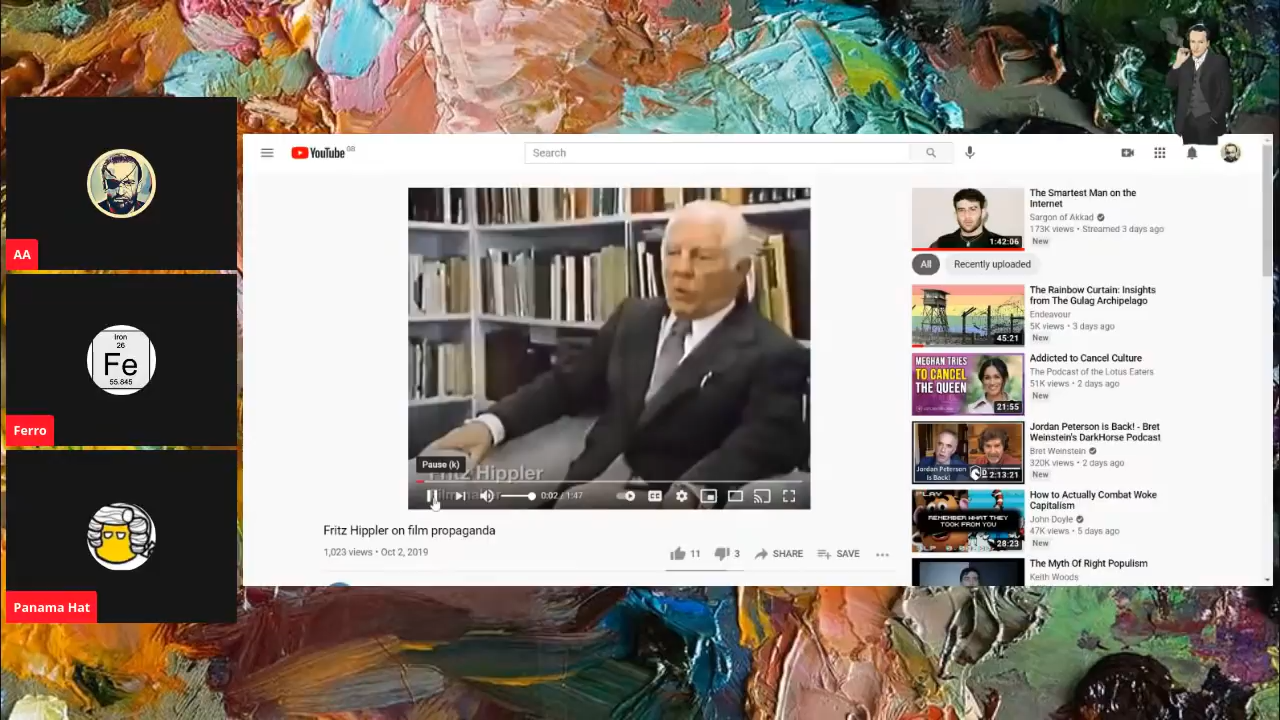 AA
Iron
26
Fe
55.845
Ferro
Panama Hat
YouTube GB
Search
Pause (k)
Fritz Hippler
0:02 / 1:47
CC
Fritz Hippler on film propaganda
1,023 views • Oct 2, 2019
11
3
SHARE
SAVE
The Smartest Man on the
Internet
Sargon of Akkad
173K views • Streamed 3 days ago
New
1:42:06
All
Recently uploaded
The Rainbow Curtain: Insights
from The Gulag Archipelago
Endeavour
5K views • 3 days ago
New
45:21
MEGHAN TRIES
TO CANCEL
THE QUEEN
21:55
Addicted to Cancel Culture
The Podcast of the Lotus Eaters
51K views • 2 days ago
New
Jordan Peterson
Is Back!
2:13:21
Jordan Peterson is Back! - Bret
Weinstein's DarkHorse Podcast
Bret Weinstein
320K views • 2 days ago
New
PLAY
REMEMBER WHAT THEY
TOOK FROM YOU
28:23
How to Actually Combat Woke
Capitalism
John Doyle
47K views • 5 days ago
New
The Myth Of Right Populism
Keith Woods